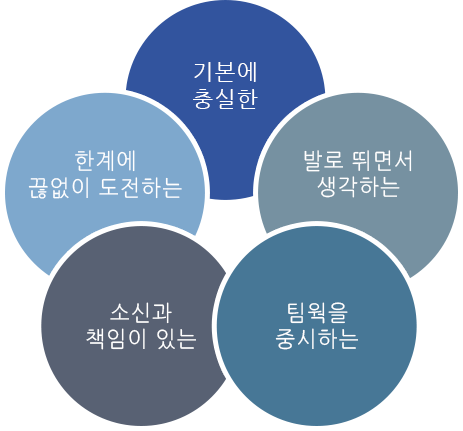 기본에
충실한
한계에
끊없이 도전하는
발로 뛰면서
생각하는
소신과
책임이 있는
팀웍을
중시하는